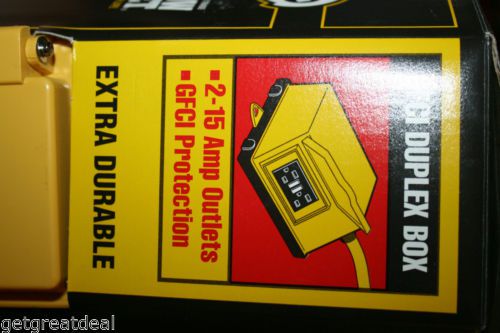 DUPLEX BOX
2-15 Amp Outlets
GFCI Protection
EXTRA DURABLE
getgreatdeal